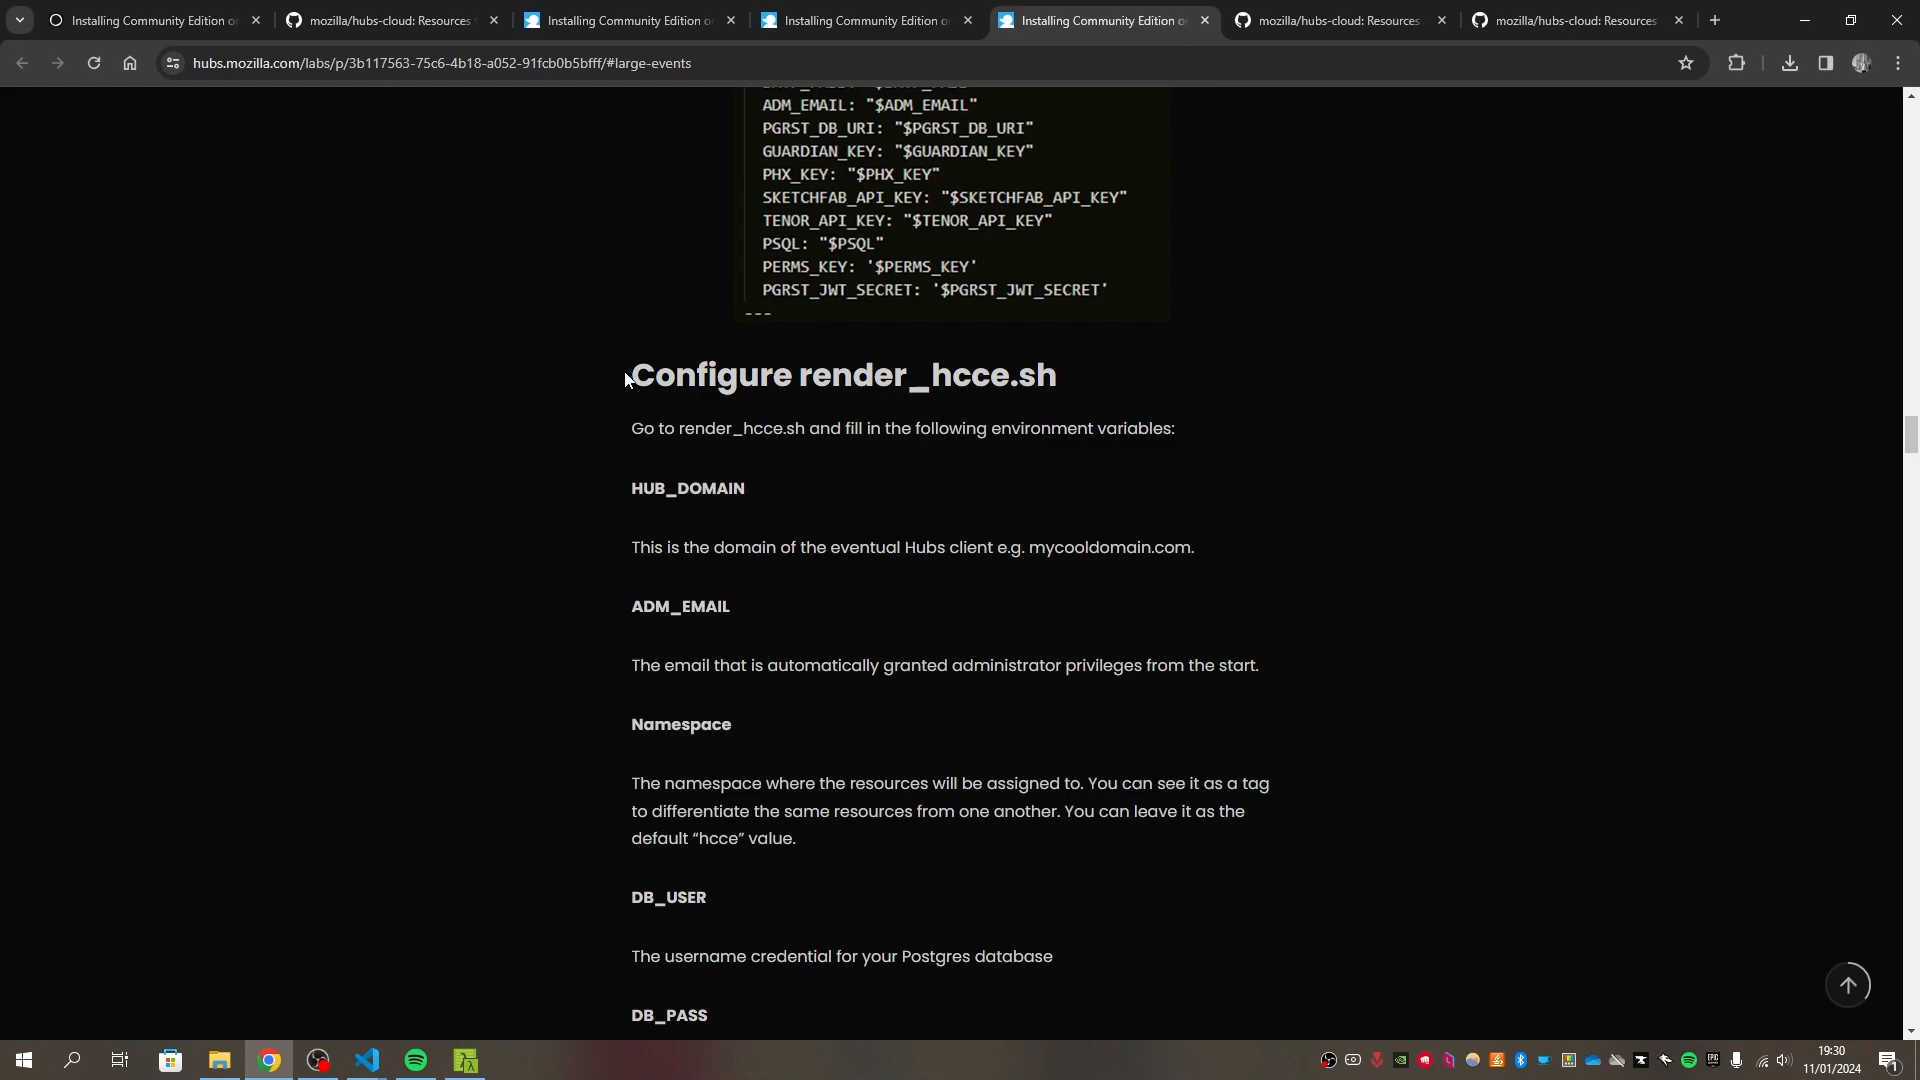 Installing Community Edition o
mozilla/hubs-cloud: Resources
Installing Community Edition o
Installing Community Edition o
Installing Community Edition o
mozilla/hubs-cloud: Resources
mozilla/hubs-cloud: Resources
hubs.mozilla.com/labs/p/3b117563-75c6-4b18-a052-91fcb0b5bfff/#large-events
ADM_EMAIL: "$ADM_EMAIL"
PGRST_DB_URI: "$PGRST_DB_URI"
GUARDIAN_KEY: "$GUARDIAN_KEY"
PHX_KEY: "$PHX_KEY"
SKETCHFAB_API_KEY: "$SKETCHFAB_API_KEY"
TENOR_API_KEY: "$TENOR_API_KEY"
PSQL: "$PSQL"
PERMS_KEY: '$PERMS_KEY'
PGRST_JWT_SECRET: '$PGRST_JWT_SECRET'
---
Configure render_hcce.sh
Go to render_hcce.sh and fill in the following environment variables:
HUB_DOMAIN
This is the domain of the eventual Hubs client e.g. mycooldomain.com.
ADM_EMAIL
The email that is automatically granted administrator privileges from the start.
Namespace
The namespace where the resources will be assigned to. You can see it as a tag
to differentiate the same resources from one another. You can leave it as the
default “hcce” value.
DB_USER
The username credential for your Postgres database
DB_PASS
19:30
11/01/2024
1